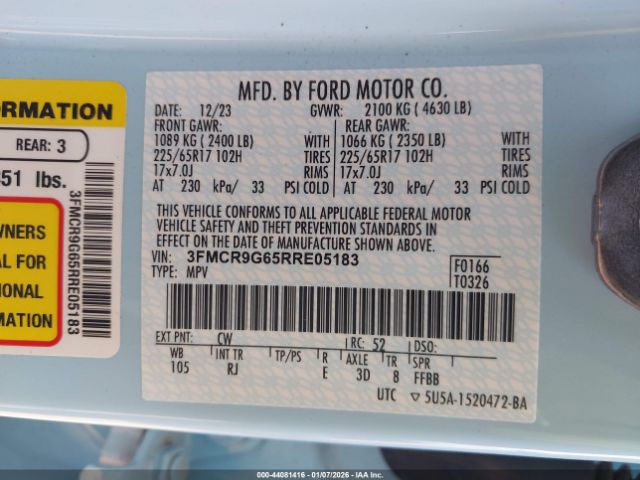 ORMATION
REAR: 3
351 lbs.
WNERS
AL FOR
IONAL
MATION
3FMCR9G65RRE05183
MFD. BY FORD MOTOR CO.
DATE: 12/23 GVWR: 2100 KG ( 4630 LB)
FRONT GAWR: REAR GAWR:
1089 KG ( 2400 LB) WITH 1066 KG ( 2350 LB) WITH
225/65R17 102H TIRES 225/65R17 102H TIRES
17x7.0J RIMS 17x7.0J RIMS
AT 230 kPa/ 33 PSI COLD AT 230 kPa/ 33 PSI COLD
THIS VEHICLE CONFORMS TO ALL APPLICABLE FEDERAL MOTOR
VEHICLE SAFETY AND THEFT PREVENTION STANDARDS IN
EFFECT ON THE DATE OF MANUFACTURE SHOWN ABOVE.
VIN: 3FMCR9G65RRE05183
TYPE: MPV
F0166
T0326
EXT PNT: CW RC: 52 DSO:
WB INT TR TP/PS R AXLE TR
105 RJ E 3D 8 FFBB
UTC ▽ 5U5A-1520472-BA
000-44081416 - 01/07/2026 - IAA, Inc.